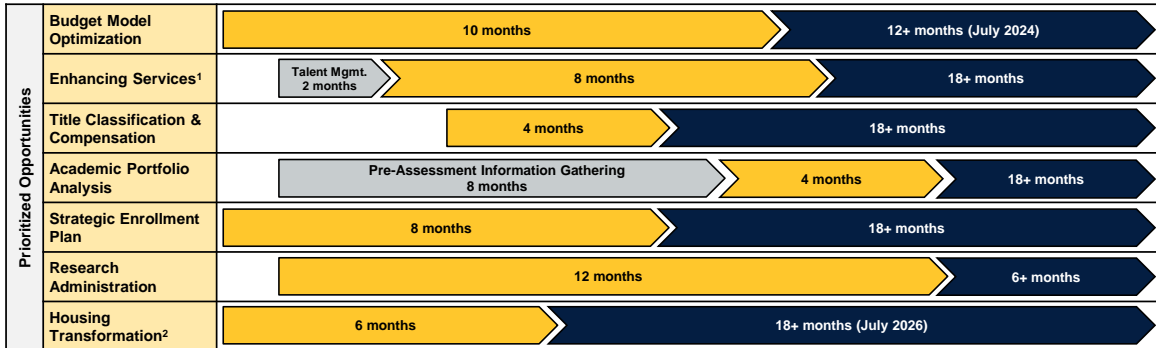 Prioritized Opportunities
Budget Model
Optimization
10 months
12+ months (July 2024)
Enhancing Services¹
Talent Mgmt.
2 months
8 months
18+ months
Title Classification &
Compensation
4 months
18+ months
Academic Portfolio
Analysis
Pre-Assessment Information Gathering
8 months
4 months
18+ months
Strategic Enrollment
Plan
8 months
18+ months
Research
Administration
12 months
6+ months
Housing
Transformation²
6 months
18+ months (July 2026)